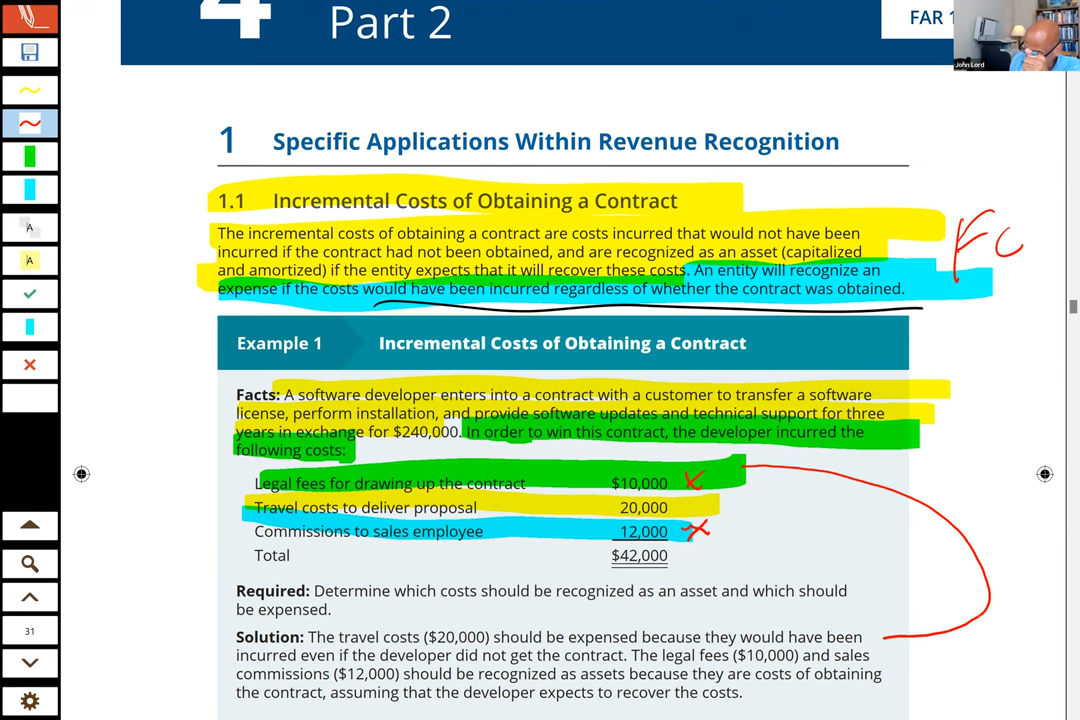 4 Part 2
FAR 1
John Lord
1 Specific Applications Within Revenue Recognition
1.1 Incremental Costs of Obtaining a Contract
The incremental costs of obtaining a contract are costs incurred that would not have been
incurred if the contract had not been obtained, and are recognized as an asset (capitalized
and amortized) if the entity expects that it will recover these costs. An entity will recognize an
expense if the costs would have been incurred regardless of whether the contract was obtained.
Example 1 Incremental Costs of Obtaining a Contract
Facts: A software developer enters into a contract with a customer to transfer a software
license, perform installation, and provide software updates and technical support for three
years in exchange for $240,000. In order to win this contract, the developer incurred the
following costs:
Legal fees for drawing up the contract $10,000
Travel costs to deliver proposal 20,000
Commissions to sales employee 12,000
Total $42,000
Required: Determine which costs should be recognized as an asset and which should
be expensed.
Solution: The travel costs ($20,000) should be expensed because they would have been
incurred even if the developer did not get the contract. The legal fees ($10,000) and sales
commissions ($12,000) should be recognized as assets because they are costs of obtaining
the contract, assuming that the developer expects to recover the costs.
A
A
31